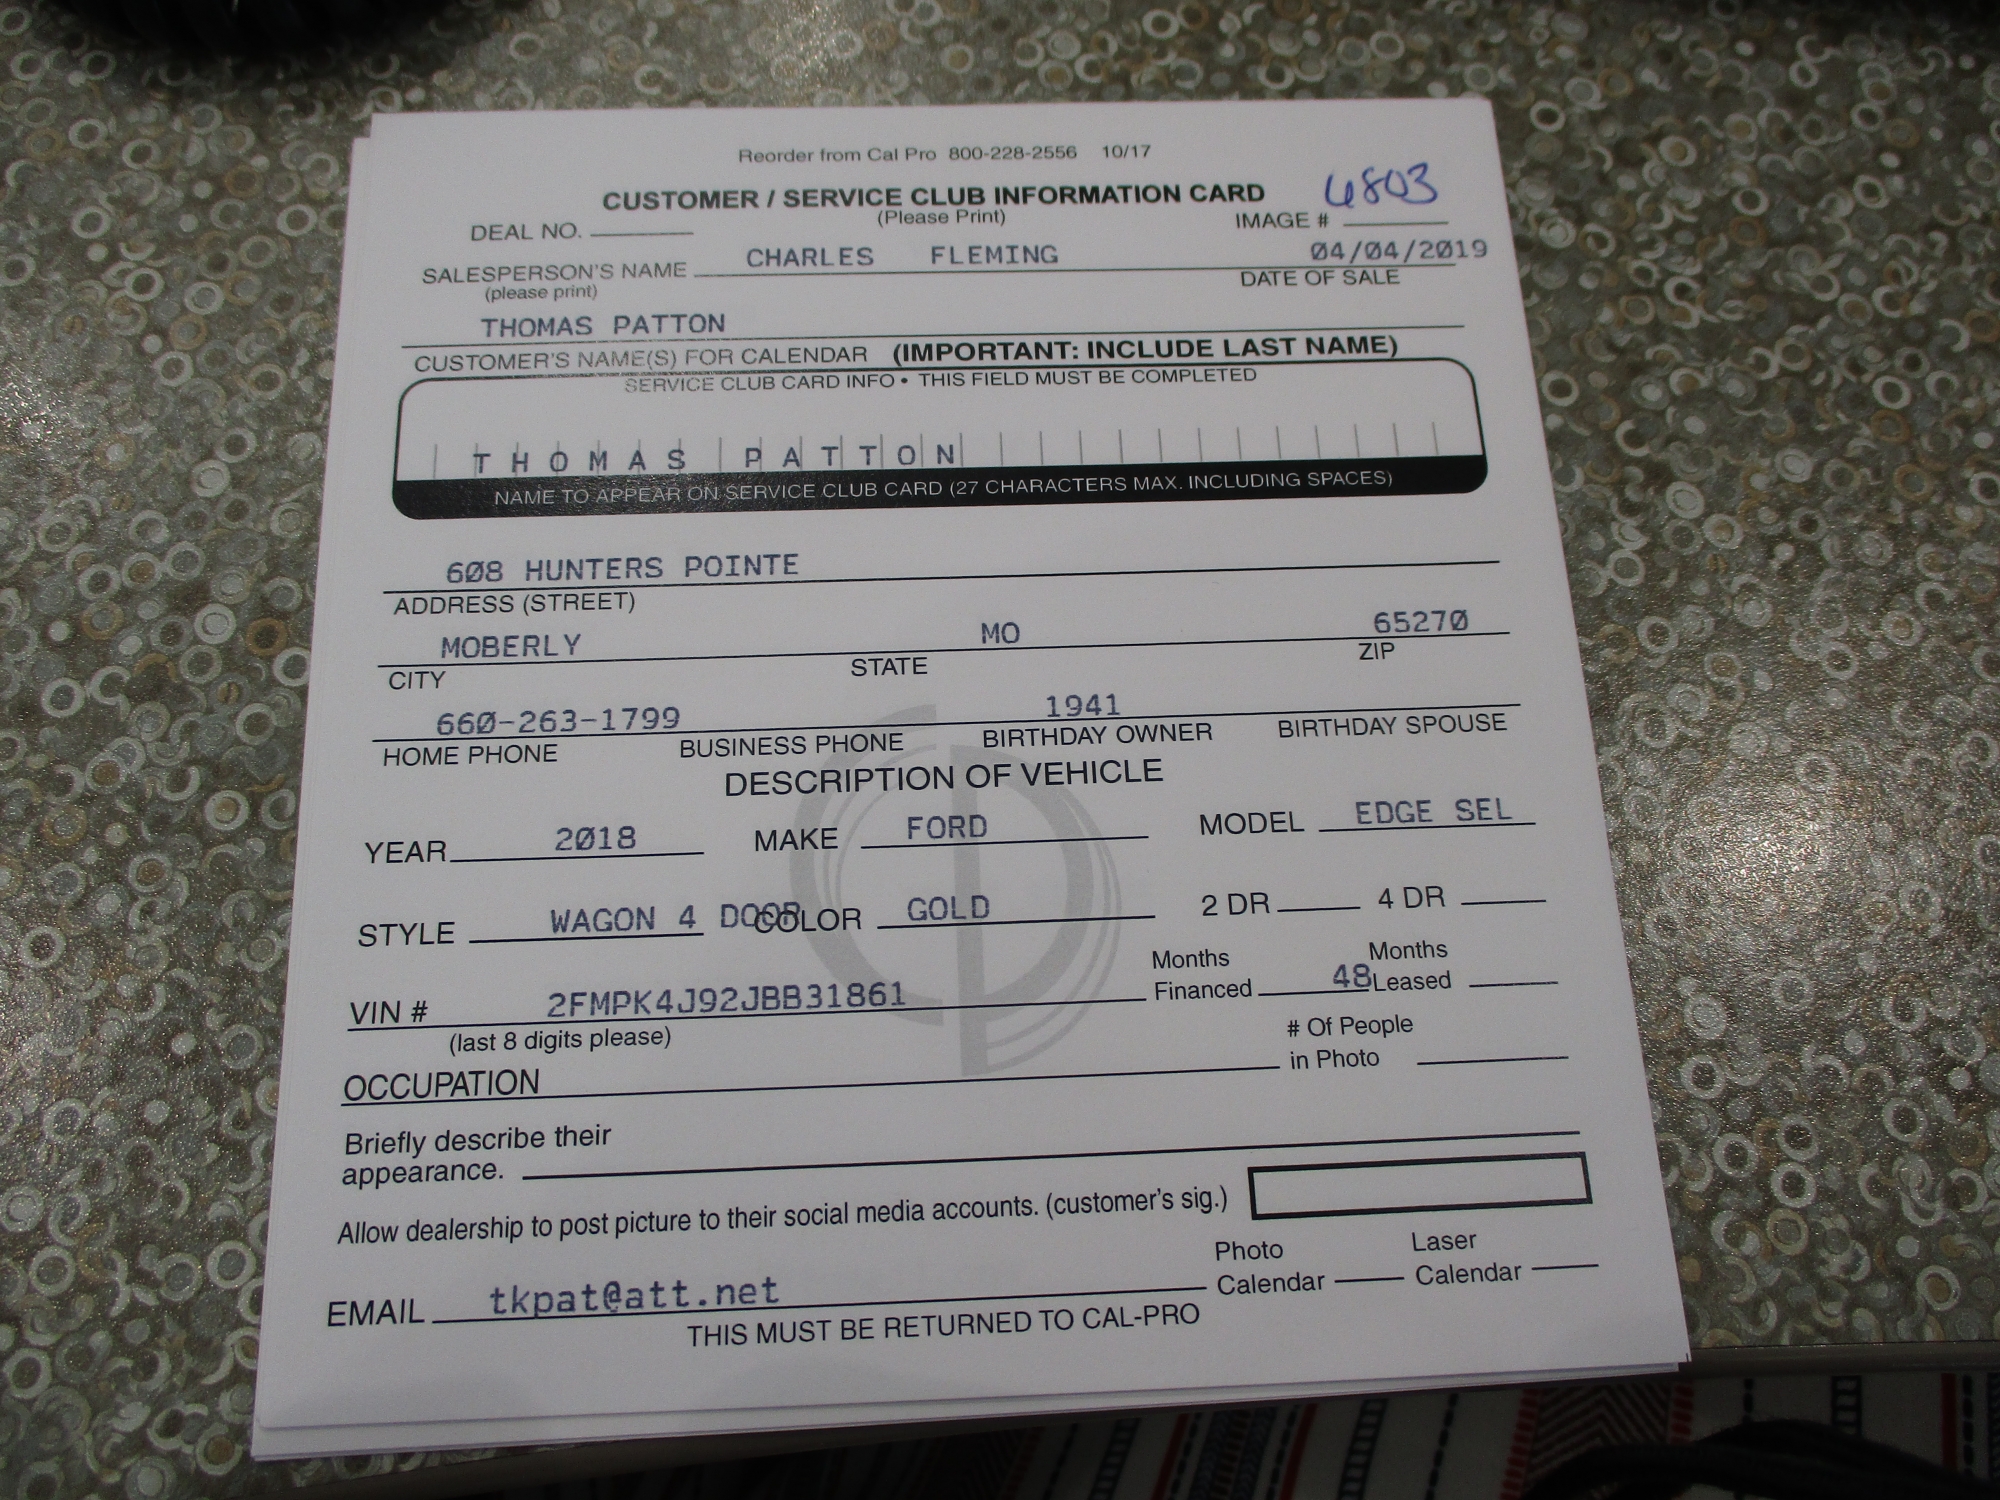 Reorder from Cal Pro 800-228-2556 10/17
CUSTOMER / SERVICE CLUB INFORMATION CARD
(Please Print)
DEAL NO.
IMAGE # 6803
SALESPERSON'S NAME CHARLES FLEMING 04/04/2019
(please print) DATE OF SALE
THOMAS PATTON
CUSTOMER'S NAME(S) FOR CALENDAR (IMPORTANT: INCLUDE LAST NAME)
SERVICE CLUB CARD INFO • THIS FIELD MUST BE COMPLETED
THOMAS PATTON
NAME TO APPEAR ON SERVICE CLUB CARD (27 CHARACTERS MAX. INCLUDING SPACES)
608 HUNTERS POINTE
ADDRESS (STREET)
MOBERLY MO 65270
CITY STATE ZIP
660-263-1799 1941
HOME PHONE BUSINESS PHONE BIRTHDAY OWNER BIRTHDAY SPOUSE
DESCRIPTION OF VEHICLE
YEAR 2018 MAKE FORD MODEL EDGE SEL
STYLE WAGON 4 DOOR COLOR GOLD 2 DR 4 DR
VIN # 2FMPK4J92JBB31861 Months Financed 48 Months Leased
(last 8 digits please)
OCCUPATION # Of People in Photo
Briefly describe their
appearance.
Allow dealership to post picture to their social media accounts. (customer's sig.)
EMAIL tkpat@att.net Photo Calendar Laser Calendar
THIS MUST BE RETURNED TO CAL-PRO